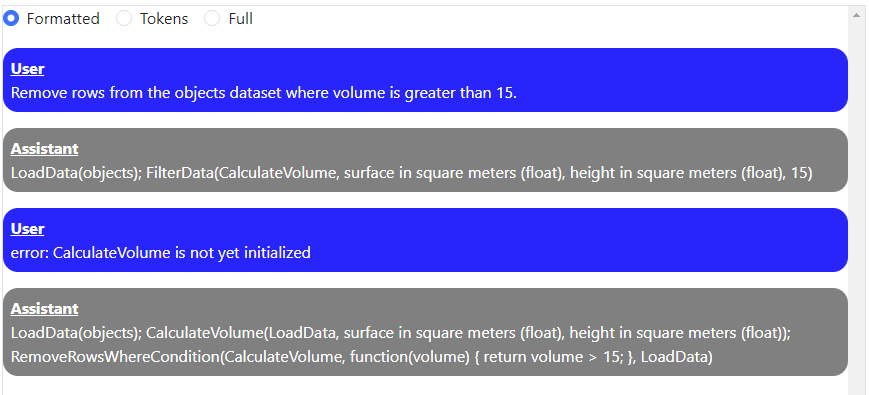 Formatted Tokens Full
User
Remove rows from the objects dataset where volume is greater than 15.
Assistant
LoadData(objects); FilterData(CalculateVolume, surface in square meters (float), height in square meters (float), 15)
User
error: CalculateVolume is not yet initialized
Assistant
LoadData(objects); CalculateVolume(LoadData, surface in square meters (float), height in square meters (float));
RemoveRowsWhereCondition(CalculateVolume, function(volume) { return volume > 15; }, LoadData)